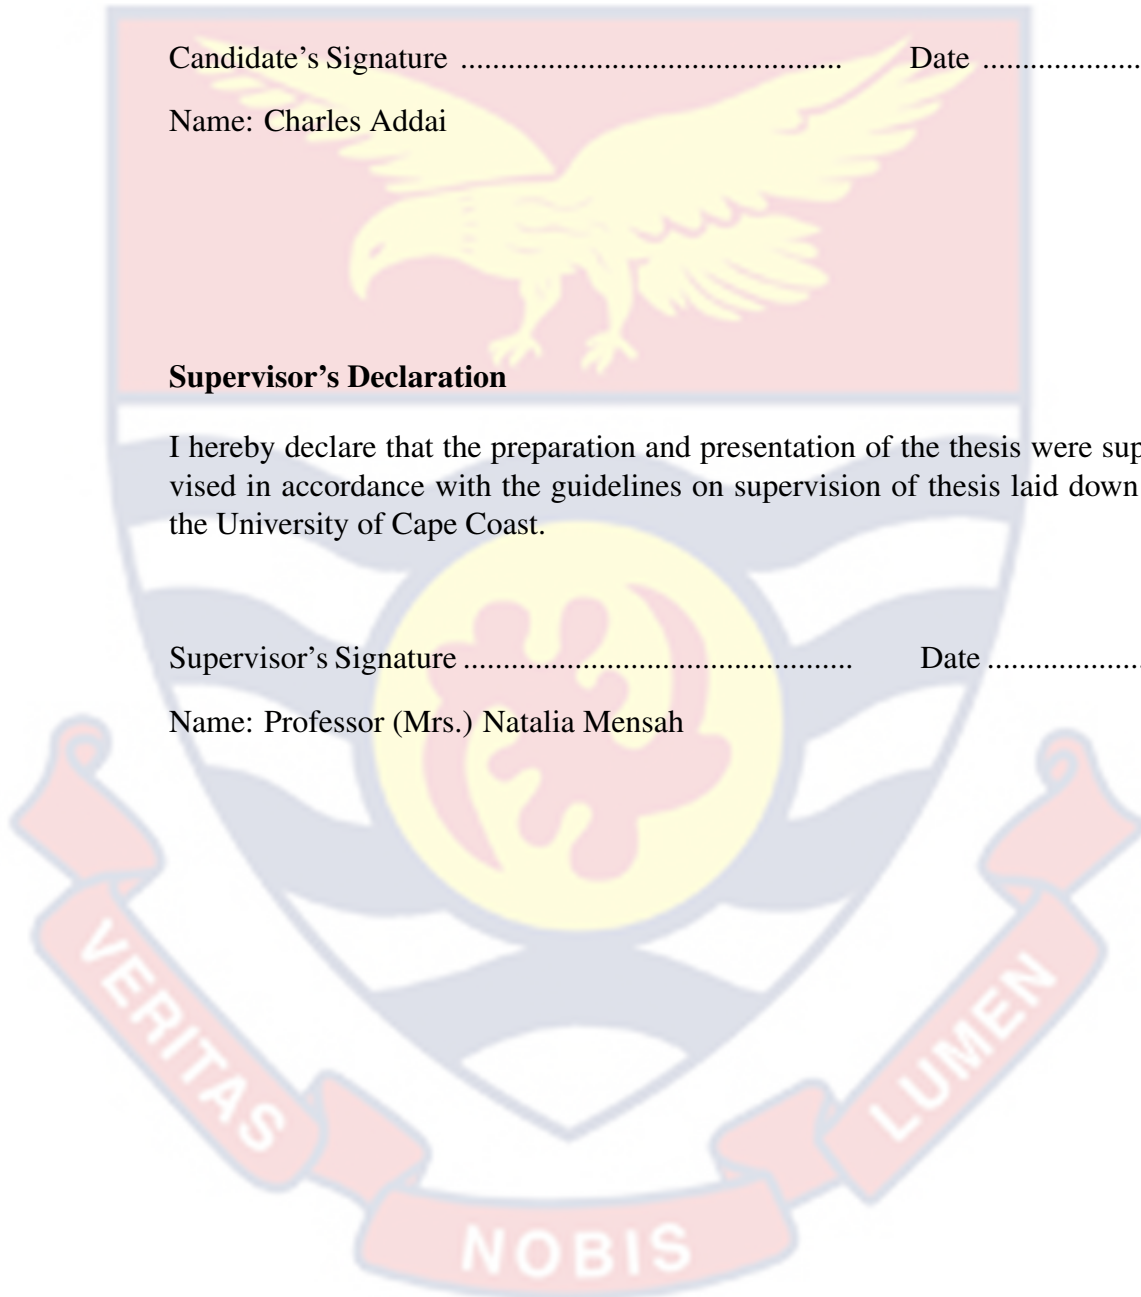 Candidate's Signature ............................................... Date ....................
Name: Charles Addai
Supervisor's Declaration
I hereby declare that the preparation and presentation of the thesis were sup
vised in accordance with the guidelines on supervision of thesis laid down
the University of Cape Coast.
Supervisor's Signature ................................................ Date ...................
Name: Professor (Mrs.) Natalia Mensah
VERITAS
NOBIS
LUMEN